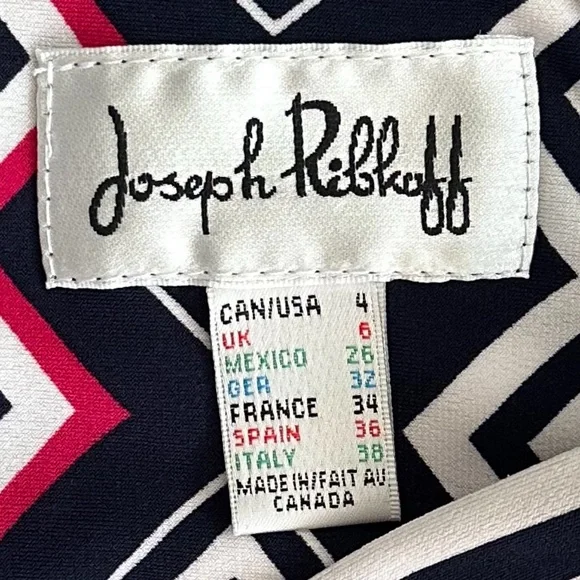 Joseph Ribkoff
CAN/USA 4
UK 6
MEXICO 26
GER 32
FRANCE 34
SPAIN 36
ITALY 38
MADE IN/FAIT AU
CANADA